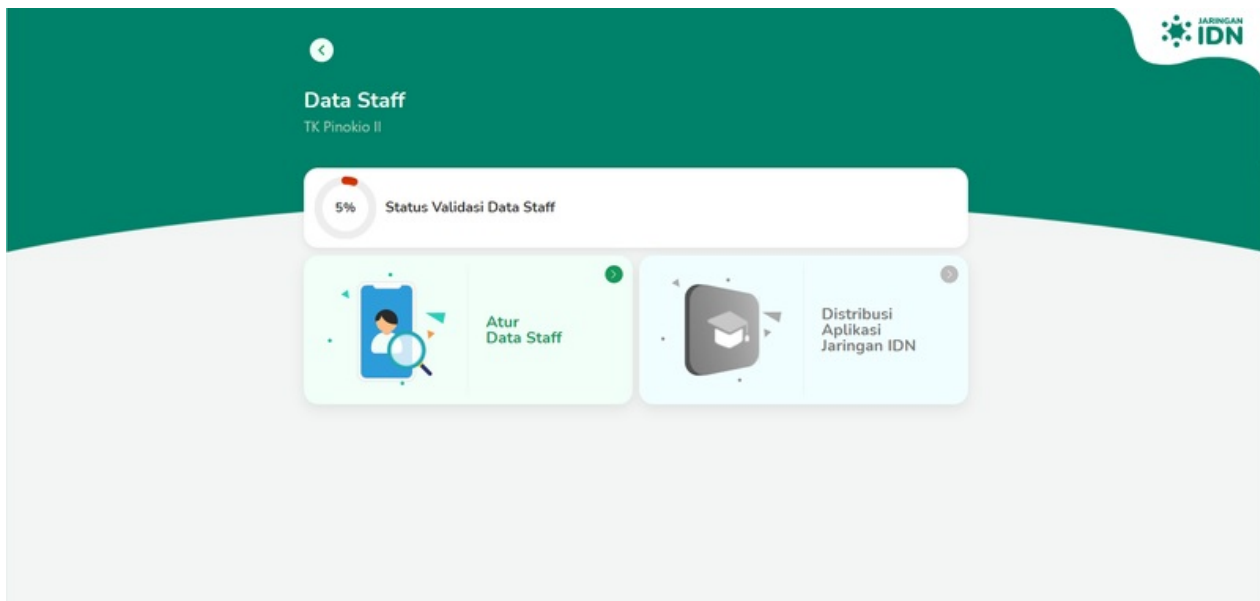 JARINGAN
IDN
Data Staff
TK Pinokio II
5%
Status Validasi Data Staff
Atur
Data Staff
Distribusi
Aplikasi
Jaringan IDN